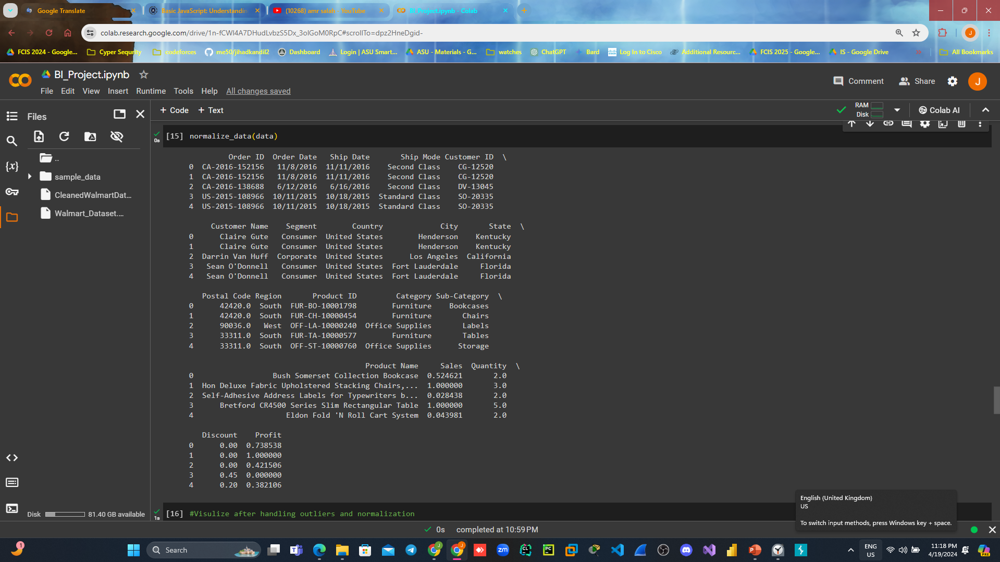 Google Translate
Basic JavaScript: Understandin
(10268) amr salah - YouTube
BI_Project.ipynb - Colab
colab.research.google.com/drive/1n-fCWl4A7DHudLvbzS5Dx_3oIGoM0RpC#scrollTo=dpz2HneDgid-
J
FCIS 2024 - Google...
Cyper Sequrity
codeforces
me50/jihadkandil2
Dashboard
Login | ASU Smart...
ASU - Materials - G...
watches
ChatGPT
Bard
Log In to Cisco
Additional Resourc...
FCIS 2025 - Google...
IS - Google Drive
All Bookmarks
BI_Project.ipynb
Comment
Share
J
File Edit View Insert Runtime Tools Help All changes saved
Files
+ Code + Text
RAM
Disk
Colab AI
..
sample_data
CleanedWalmartDat...
Walmart_Dataset....
{x}
0s
[15] normalize_data(data)
Order ID Order Date Ship Date Ship Mode Customer ID \
0 CA-2016-152156 11/8/2016 11/11/2016 Second Class CG-12520
1 CA-2016-152156 11/8/2016 11/11/2016 Second Class CG-12520
2 CA-2016-138688 6/12/2016 6/16/2016 Second Class DV-13045
3 US-2015-108966 10/11/2015 10/18/2015 Standard Class SO-20335
4 US-2015-108966 10/11/2015 10/18/2015 Standard Class SO-20335
Customer Name Segment Country City State \
0 Claire Gute Consumer United States Henderson Kentucky
1 Claire Gute Consumer United States Henderson Kentucky
2 Darrin Van Huff Corporate United States Los Angeles California
3 Sean O'Donnell Consumer United States Fort Lauderdale Florida
4 Sean O'Donnell Consumer United States Fort Lauderdale Florida
Postal Code Region Product ID Category Sub-Category \
0 42420.0 South FUR-BO-10001798 Furniture Bookcases
1 42420.0 South FUR-CH-10000454 Furniture Chairs
2 90036.0 West OFF-LA-10000240 Office Supplies Labels
3 33311.0 South FUR-TA-10000577 Furniture Tables
4 33311.0 South OFF-ST-10000760 Office Supplies Storage
Product Name Sales Quantity \
0 Bush Somerset Collection Bookcase 0.524621 2.0
1 Hon Deluxe Fabric Upholstered Stacking Chairs,... 1.000000 3.0
2 Self-Adhesive Address Labels for Typewriters b... 0.028438 2.0
3 Bretford CR4500 Series Slim Rectangular Table 1.000000 5.0
4 Eldon Fold 'N Roll Cart System 0.043981 2.0
Discount Profit
0 0.00 0.738538
1 0.00 1.000000
2 0.00 0.421506
3 0.45 0.000000
4 0.20 0.382106
1s
[16] #Visulize after handling outliers and normalization
Disk 81.40 GB available
English (United Kingdom)
US
To switch input methods, press Windows key + space.
0s completed at 10:59 PM
1
Search
ENG
US
11:18 PM
4/19/2024